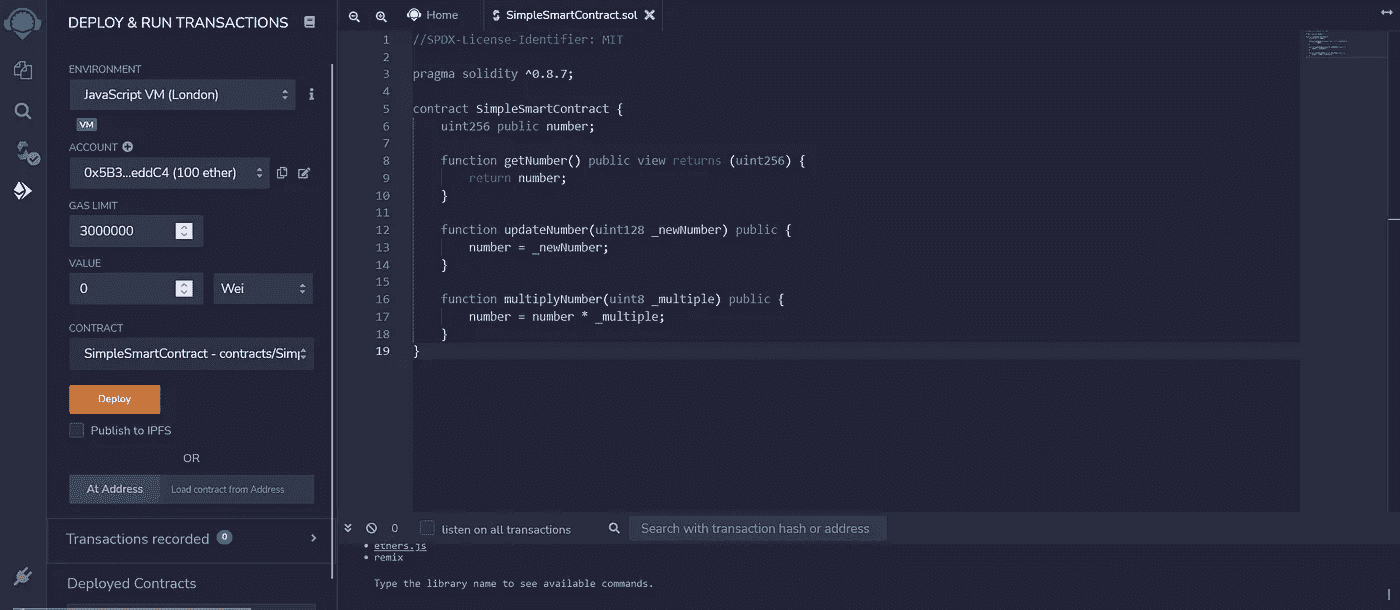 DEPLOY & RUN TRANSACTIONS
ENVIRONMENT
JavaScript VM (London)
VM
ACCOUNT
0x5B3...eddC4 (100 ether)
GAS LIMIT
3000000
VALUE
0
Wei
CONTRACT
SimpleSmartContract - contracts/Simp
Deploy
Publish to IPFS
OR
At Address
Load contract from Address
Transactions recorded 0
Deployed Contracts
Home
SimpleSmartContract.sol
1 //SPDX-License-Identifier: MIT
2
3 pragma solidity ^0.8.7;
4
5 contract SimpleSmartContract {
6 uint256 public number;
7
8 function getNumber() public view returns (uint256) {
9 return number;
10 }
11
12 function updateNumber(uint128 _newNumber) public {
13 number = _newNumber;
14 }
15
16 function multiplyNumber(uint8 _multiple) public {
17 number = number * _multiple;
18 }
19 }
0
listen on all transactions
Search with transaction hash or address
• ethers.js
• remix
Type the library name to see available commands.